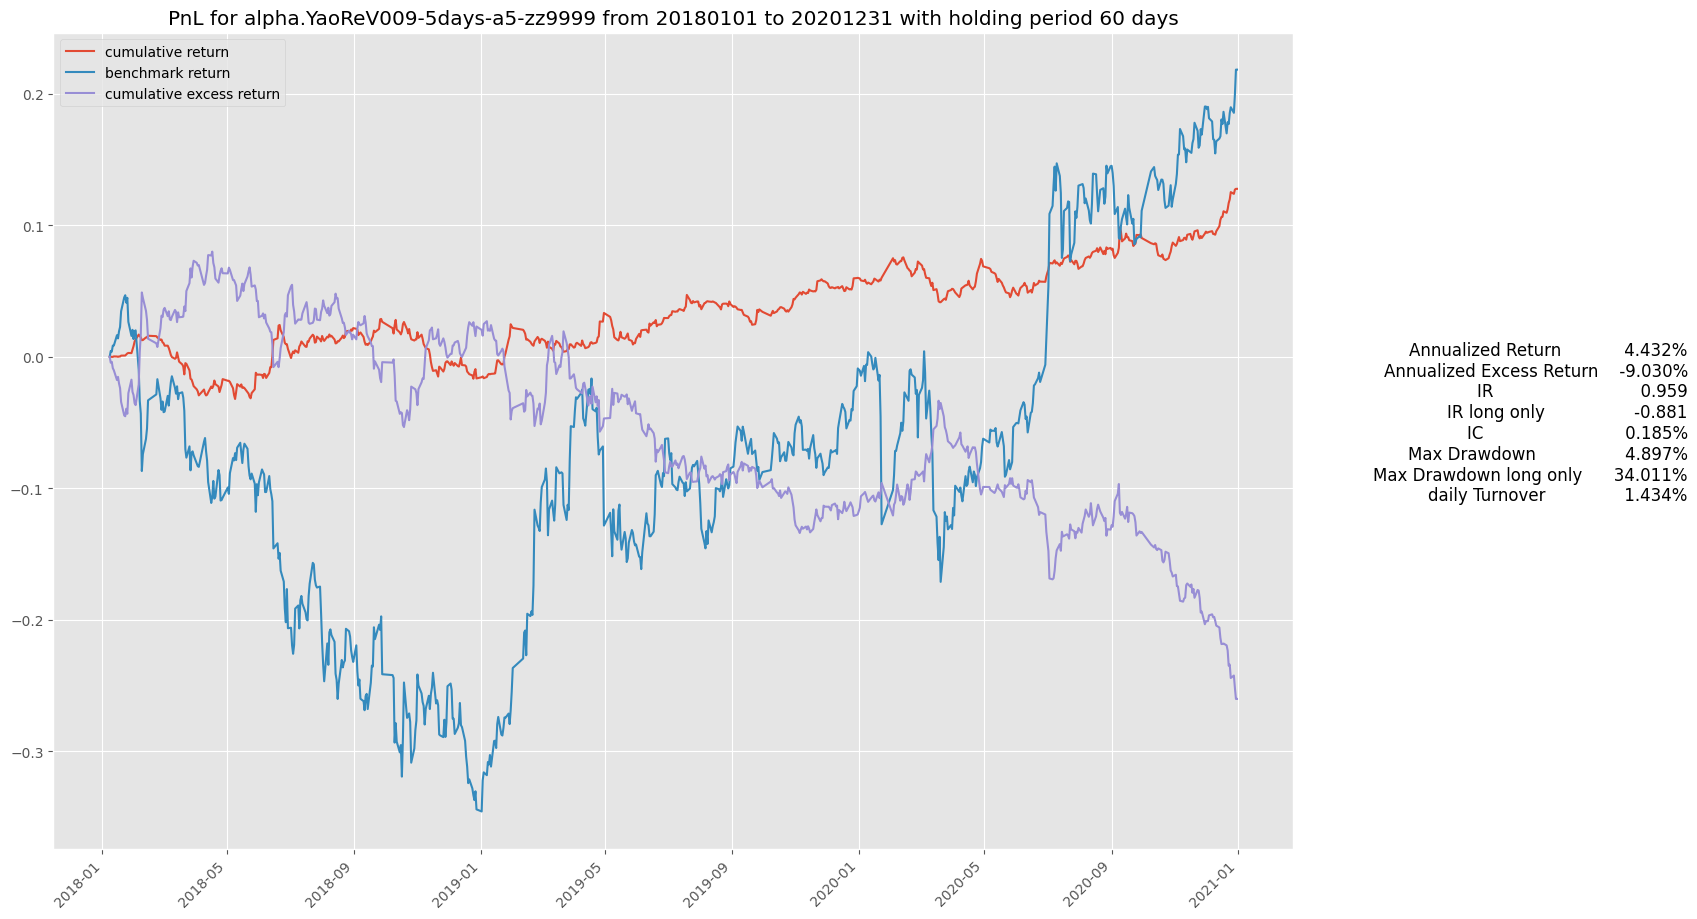 PnL for alpha.YaoReV009-5days-a5-zz9999 from 20180101 to 20201231 with holding period 60 days
cumulative return
benchmark return
cumulative excess return
0.2
0.1
0.0
−0.1
−0.2
−0.3
2018-01
2018-05
2018-09
2019-01
2019-05
2019-09
2020-01
2020-05
2020-09
2021-01
Annualized Return 4.432%
Annualized Excess Return -9.030%
IR 0.959
IR long only -0.881
IC 0.185%
Max Drawdown 4.897%
Max Drawdown long only 34.011%
daily Turnover 1.434%